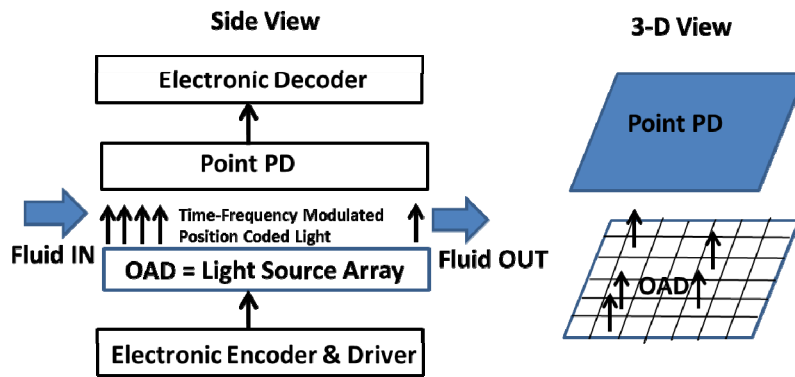 Side View
3-D View
Electronic Decoder
Point PD
Point PD
Time-Frequency Modulated
Position Coded Light
Fluid IN
Fluid OUT
OAD = Light Source Array
OAD
Electronic Encoder & Driver